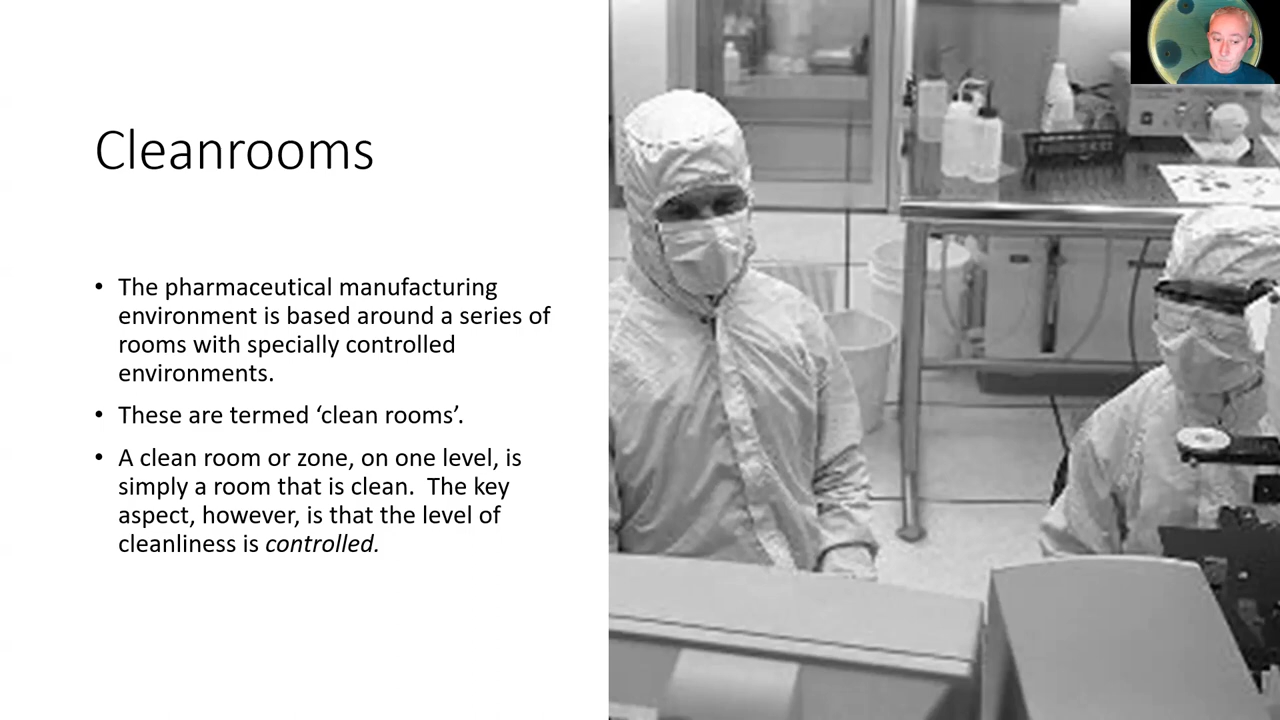 Cleanrooms
• The pharmaceutical manufacturing
environment is based around a series of
rooms with specially controlled
environments.
• These are termed ‘clean rooms’.
• A clean room or zone, on one level, is
simply a room that is clean.  The key
aspect, however, is that the level of
cleanliness is controlled.